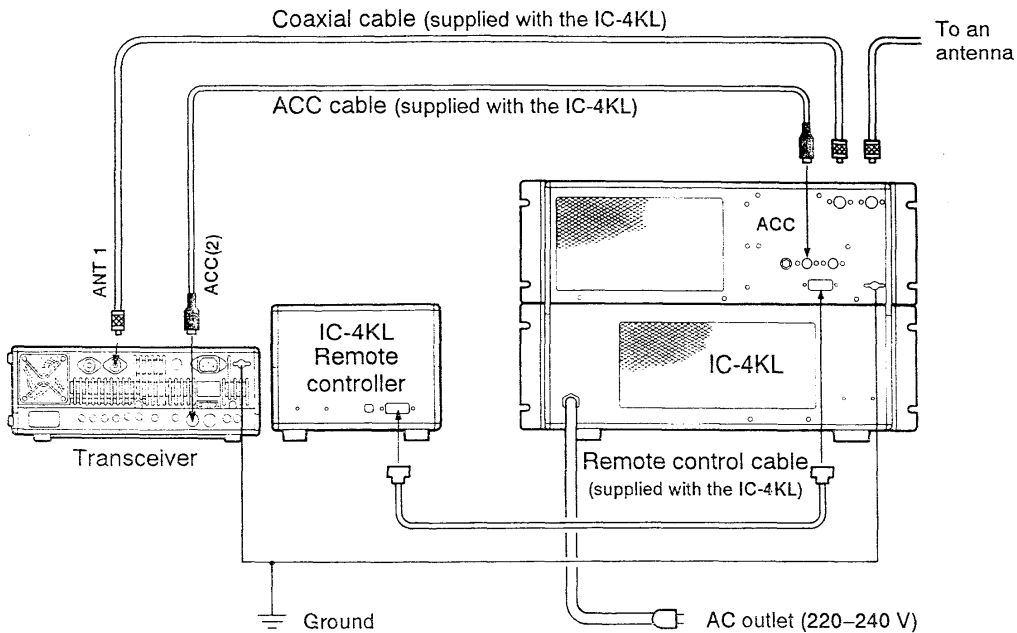 Coaxial cable (supplied with the IC-4KL)
To an
antenna
ACC cable (supplied with the IC-4KL)
ANT 1
ACC(2)
ACC
IC-4KL
Remote
controller
IC-4KL
Transceiver
Remote control cable
(supplied with the IC-4KL)
Ground
AC outlet (220–240 V)